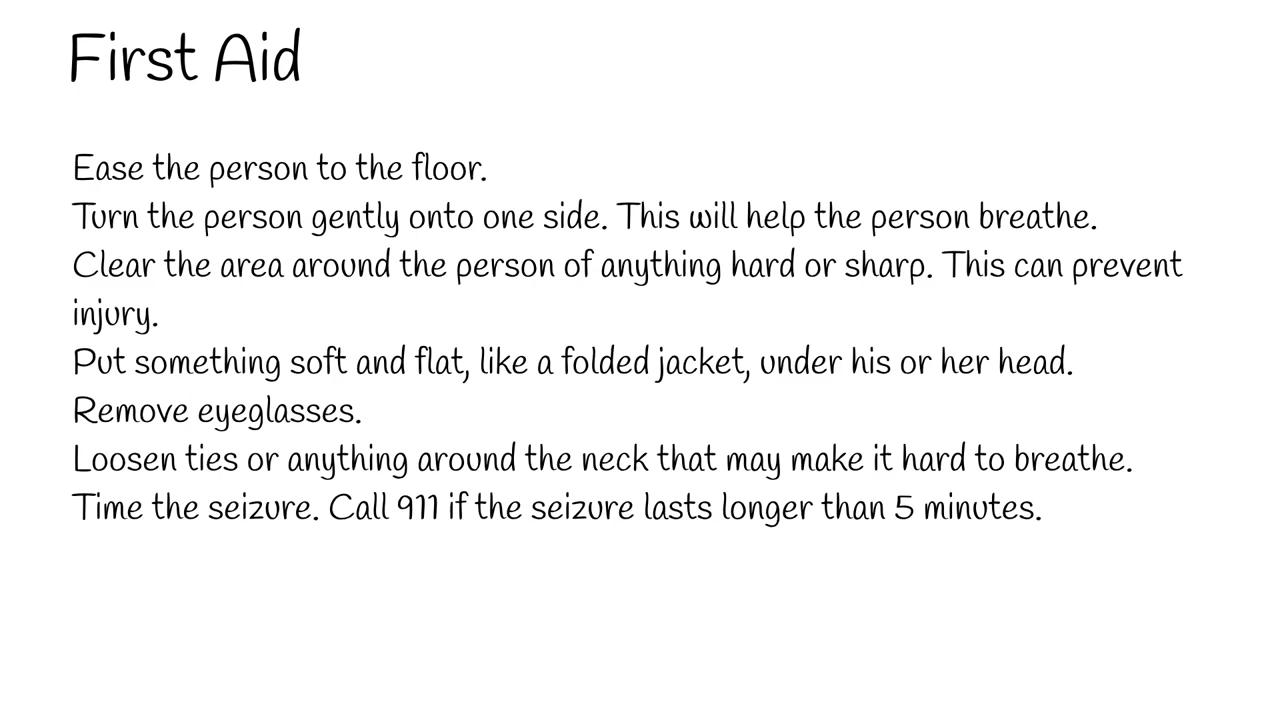 First Aid
Ease the person to the floor.
Turn the person gently onto one side. This will help the person breathe.
Clear the area around the person of anything hard or sharp. This can prevent
injury.
Put something soft and flat, like a folded jacket, under his or her head.
Remove eyeglasses.
Loosen ties or anything around the neck that may make it hard to breathe.
Time the seizure. Call 911 if the seizure lasts longer than 5 minutes.